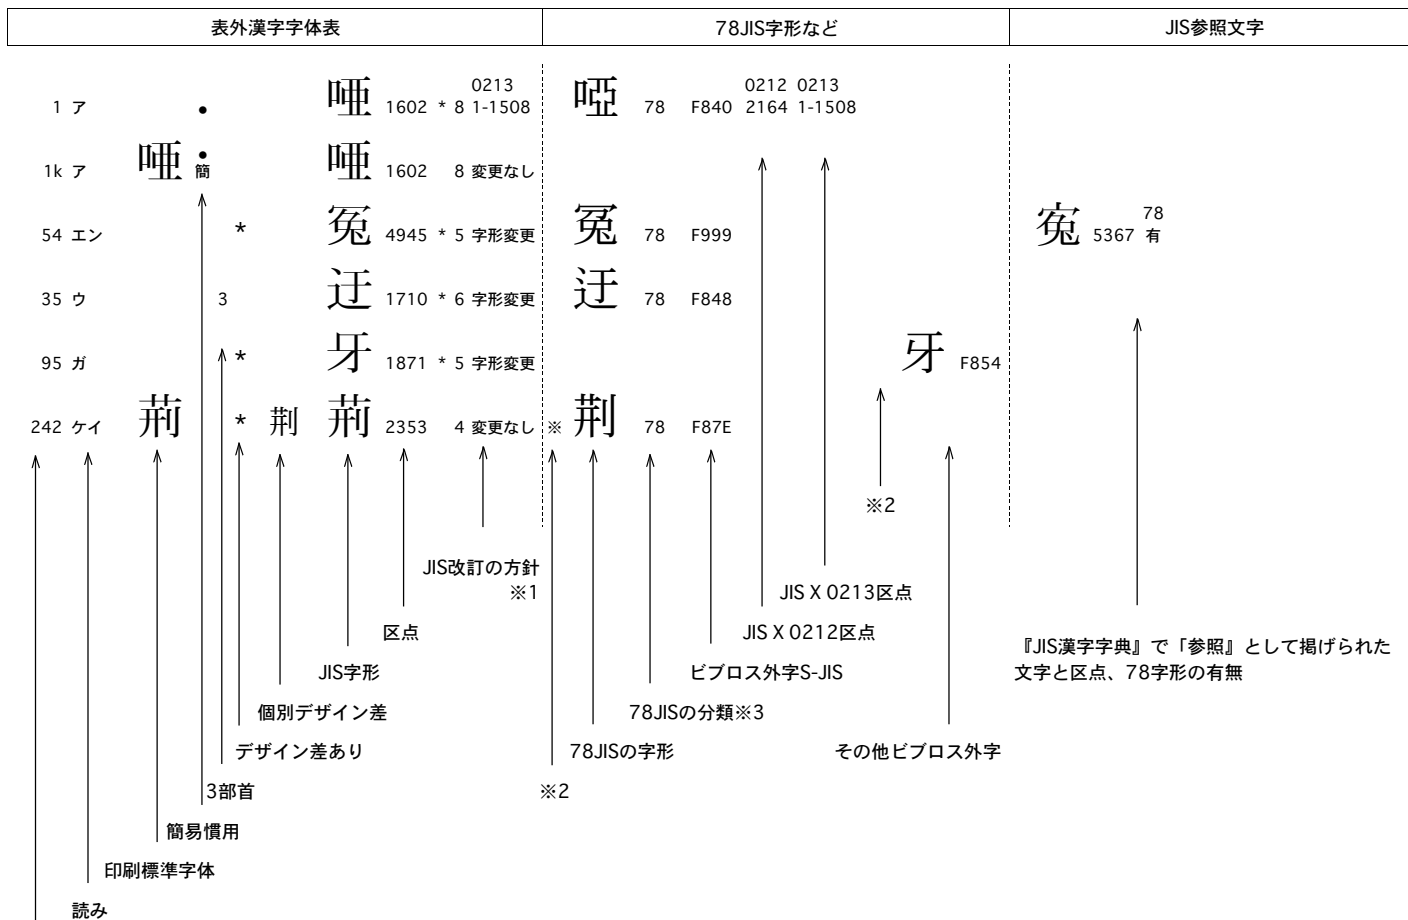 表外漢字字体表 78JIS字形など JIS参照文字
0213 0212 0213
1 ア ・ 唖 1602 * 8 1-1508 啞 78 F840 2164 1-1508
1k ア 唖 ・簡 唖 1602 8 変更なし
78
54 エン * 冤 4945 * 5 字形変更 冤 78 F999 寃 5367 有
35 ウ 3 迂 1710 * 6 字形変更 迂 78 F848
95 ガ * 牙 1871 * 5 字形変更 牙 F854
242 ケイ 荊 * 荆 荊 2353 4 変更なし ※ 荆 78 F87E
※2
JIS改訂の方針
※1
JIS X 0213区点
区点 JIS X 0212区点
『JIS漢字字典』で「参照』として掲げられた
JIS字形 ビブロス外字S-JIS 文字と区点、78字形の有無
個別デザイン差 78JISの分類※3
デザイン差あり 78JISの字形 その他ビブロス外字
3部首 ※2
簡易慣用
印刷標準字体
読み